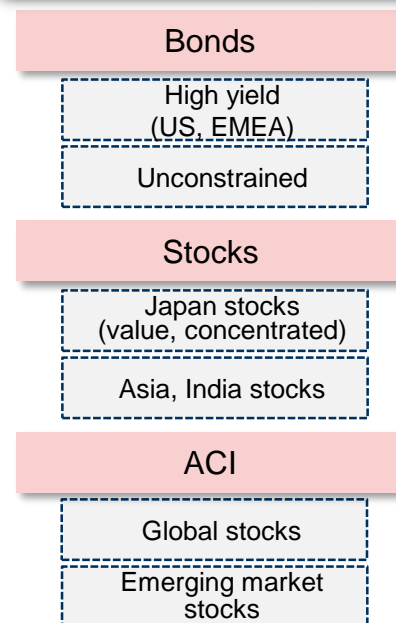 Bonds
High yield
(US, EMEA)
Unconstrained
Stocks
Japan stocks
(value, concentrated)
Asia, India stocks
ACI
Global stocks
Emerging market
stocks